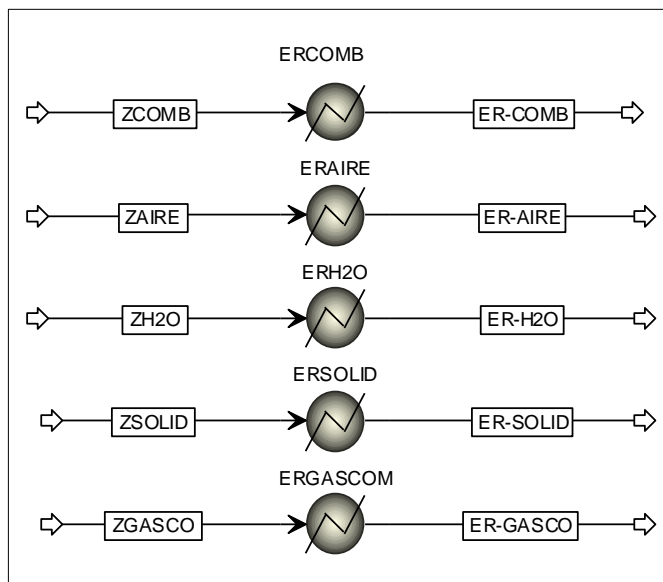 ERCOMB
ZCOMB ER-COMB
ERAIRE
ZAIRE ER-AIRE
ERH2O
ZH2O ER-H2O
ERSOLID
ZSOLID ER-SOLID
ERGASCOM
ZGASCO ER-GASCO